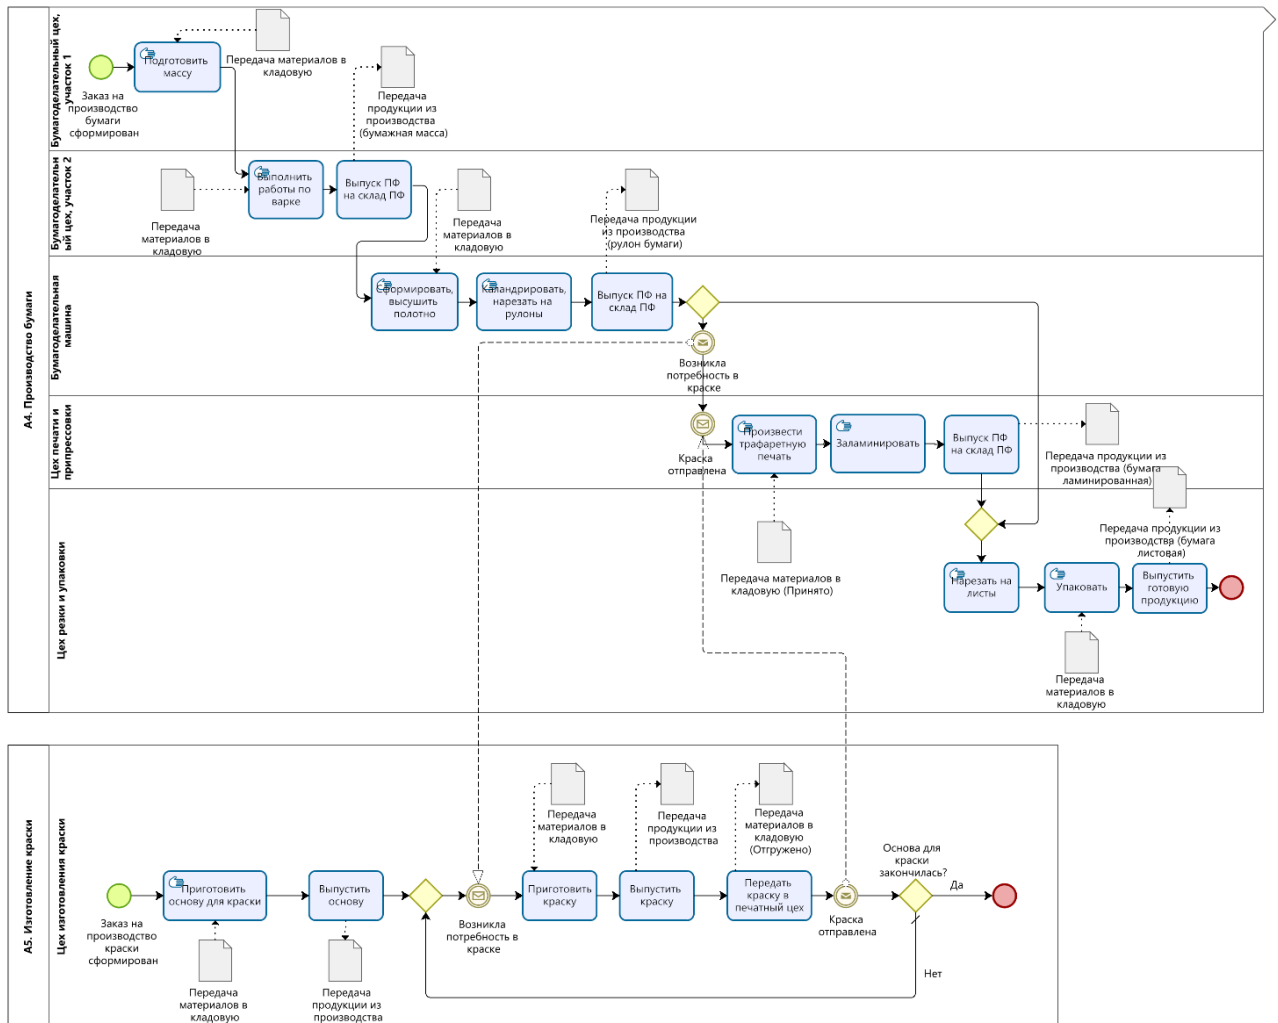 А4. Производство бумаги
Бумагоделательный цех,
участок 1
Заказ на
производство
бумаги
сформирован
Подготовить
массу
Передача материалов в
кладовую
Передача
продукции из
производства
(бумажная масса)
Бумагоделательн
ый цех, участок 2
Передача
материалов в
кладовую
Выполнить
работы по
варке
Выпуск ПФ
на склад ПФ
Передача
материалов в
кладовую
Передача продукции
из производства
(рулон бумаги)
Бумагоделательная
машина
Сформировать,
высушить
полотно
Каландрировать,
нарезать на
рулоны
Выпуск ПФ на
склад ПФ
Возникла
потребность в
краске
Цех печати и
припрессовки
Краска
отправлена
Произвести
трафаретную
печать
Заламинировать
Выпуск ПФ
на склад ПФ
Передача продукции из
производства (бумага
ламинированная)
Цех резки и упаковки
Передача материалов в
кладовую (Принято)
Передача продукции из
производства (бумага
листовая)
Нарезать на
листы
Упаковать
Выпустить
готовую
продукцию
Передача
материалов в
кладовую
А5. Изготовление краски
Цех изготовления краски
Заказ на
производство
краски
сформирован
Приготовить
основу для краски
Передача
материалов в
кладовую
Выпустить
основу
Передача
продукции из
производства
Возникла
потребность в
краске
Передача
материалов в
кладовую
Приготовить
краску
Передача
продукции из
производства
Выпустить
краску
Передача
материалов в
кладовую
(Отгружено)
Передать
краску в
печатный цех
Краска
отправлена
Основа для
краски
закончилась?
Да
Нет